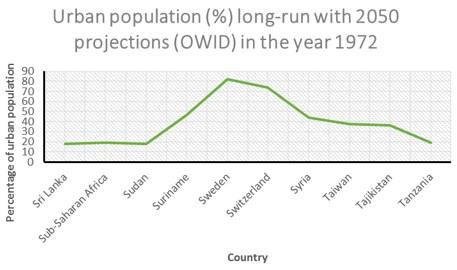 Urban population (%) long-run with 2050
projections (OWID) in the year 1972
Percentage of urban population
90
80
70
60
50
40
30
20
10
0
Sri Lanka
Sub-Saharan Africa
Sudan
Suriname
Sweden
Switzerland
Syria
Taiwan
Tajikistan
Tanzania
Country